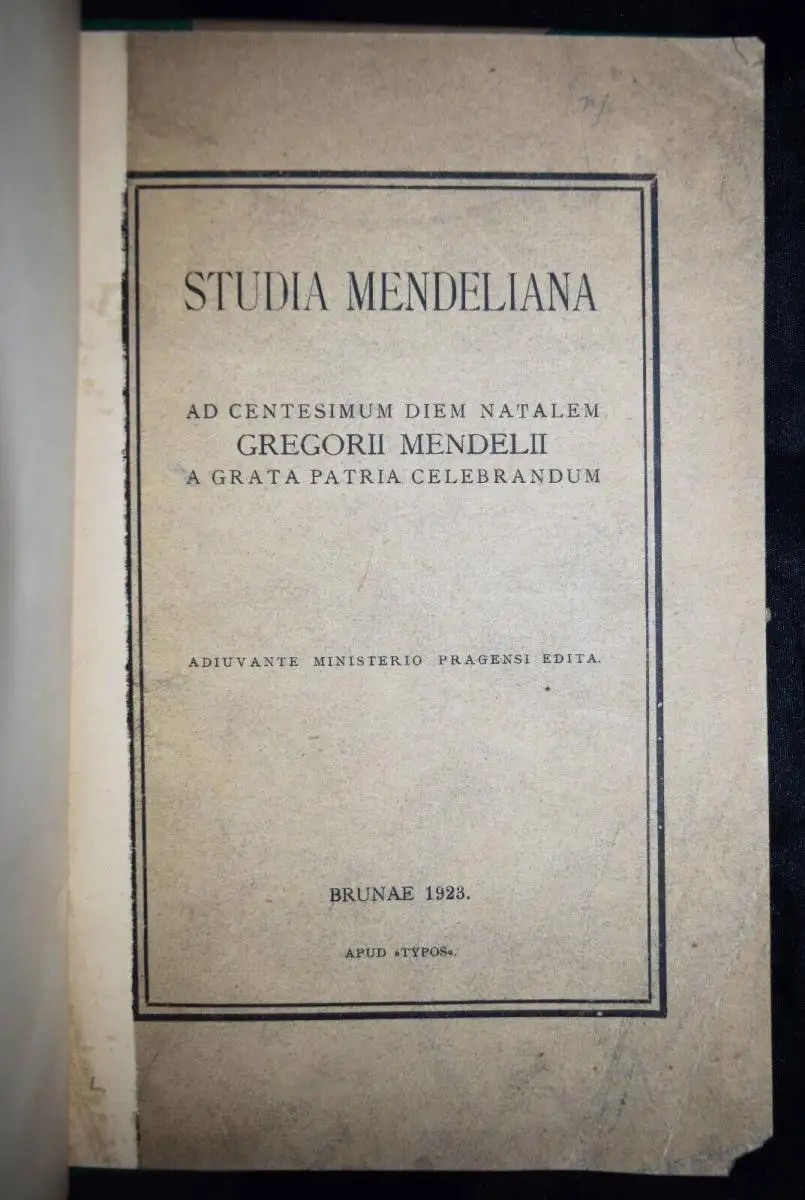 STUDIA MENDELIANA
AD CENTESIMUM DIEM NATALEM
GREGORII MENDELII
A GRATA PATRIA CELEBRANDUM
ADIUVANTE MINISTERIO PRAGENSI EDITA.
BRUNAE 1923.
APUD »TYPOS«.